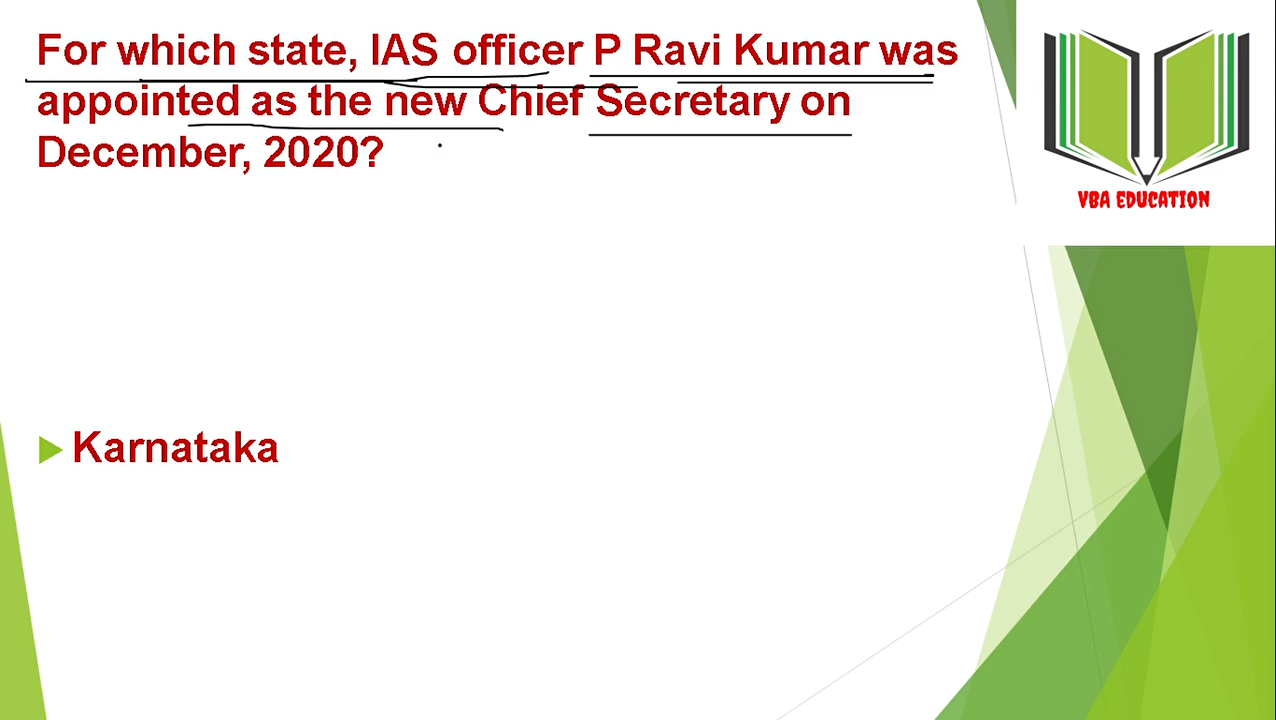 For which state, IAS officer P Ravi Kumar was
appointed as the new Chief Secretary on
December, 2020?
VBA EDUCATION
Karnataka